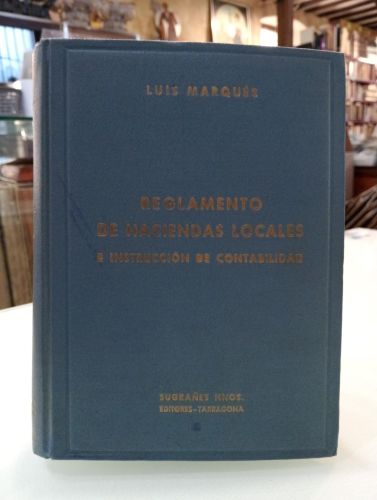 LUIS MARQUÉS
REGLAMENTO
DE HACIENDAS LOCALES
E INSTRUCCIÓN DE CONTABILIDAD
SUGRAÑES HNOS.
EDITORES-TARRAGONA